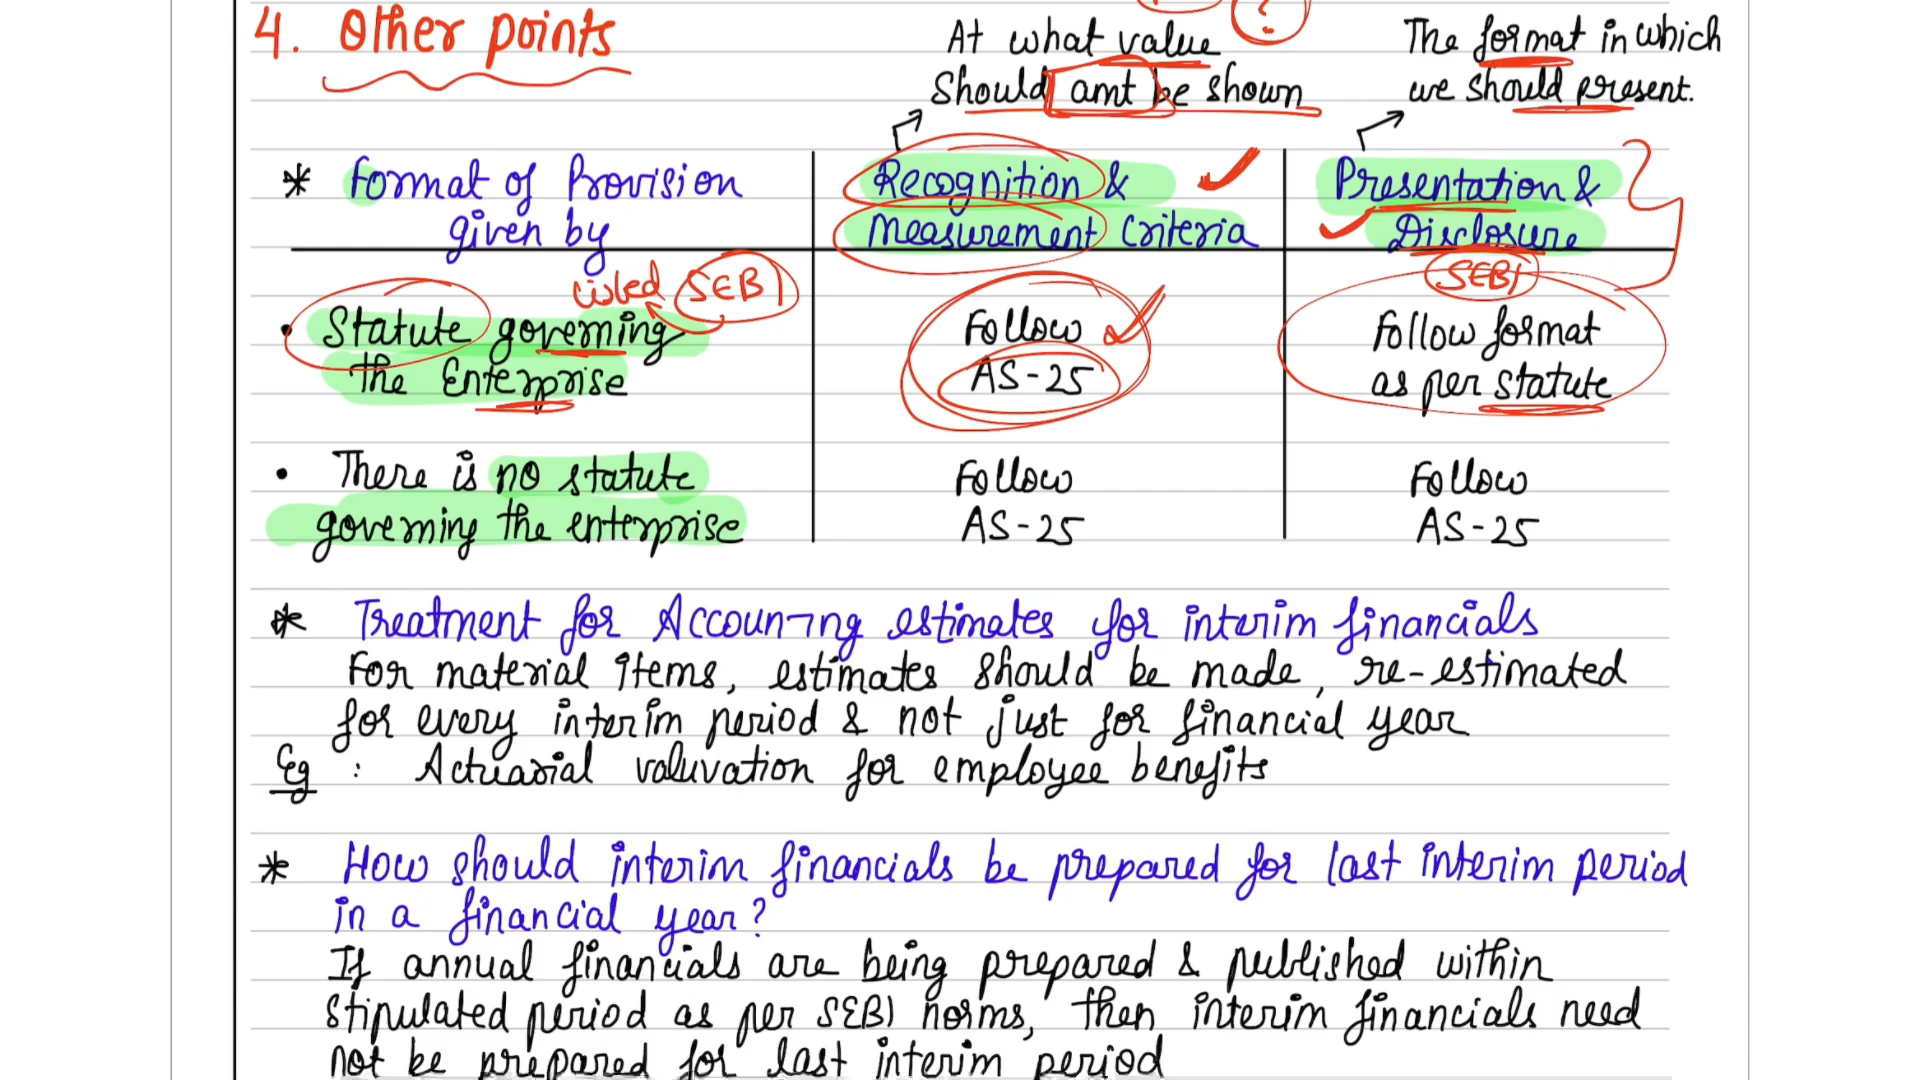 4. Other points
At what value ?
Should amt be shown
The format in which
we should present.
* Format of Provision
given by
Recognition &
Measurement Criteria
Presentation &
Disclosure
listed SEBI
SEBI
• Statute governing
the Enterprise
Follow
AS-25
Follow format
as per statute
• There is no statute
governing the enterprise
Follow
AS-25
Follow
AS-25
* Treatment for Accounting estimates for interim financials
For material items, estimates should be made, re-estimated
for every interim period & not just for financial year
Eg : Actuarial valuvation for employee benefits
* How should interim financials be prepared for last interim period
in a financial year?
If annual financials are being prepared & published within
stipulated period as per SEBI norms, then interim financials need
not be prepared for last interim period